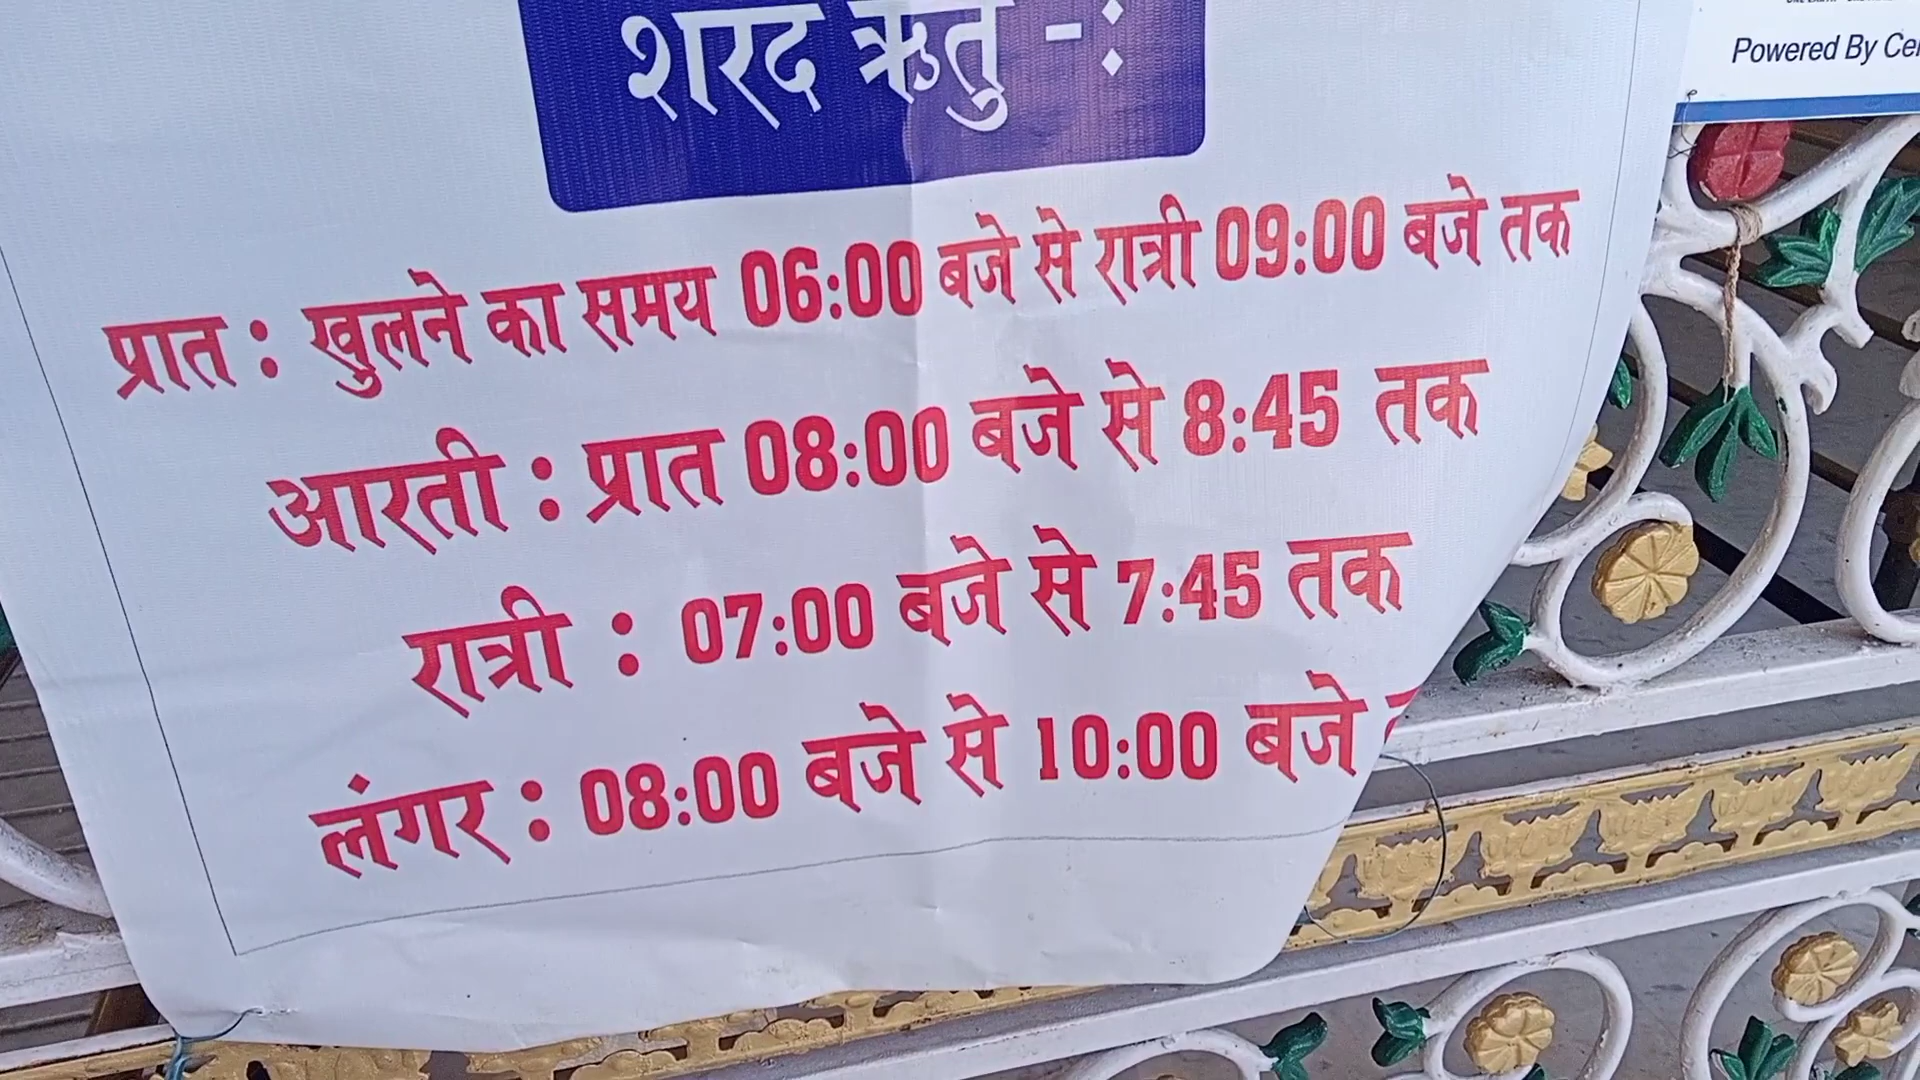 शरद ऋतु -:
Powered By
प्रात : खुलने का समय 06:00 बजे से रात्री 09:00 बजे तक
आरती : प्रात 08:00 बजे से 8:45 तक
रात्री : 07:00 बजे से 7:45 तक
लंगर : 08:00 बजे से 10:00 बजे